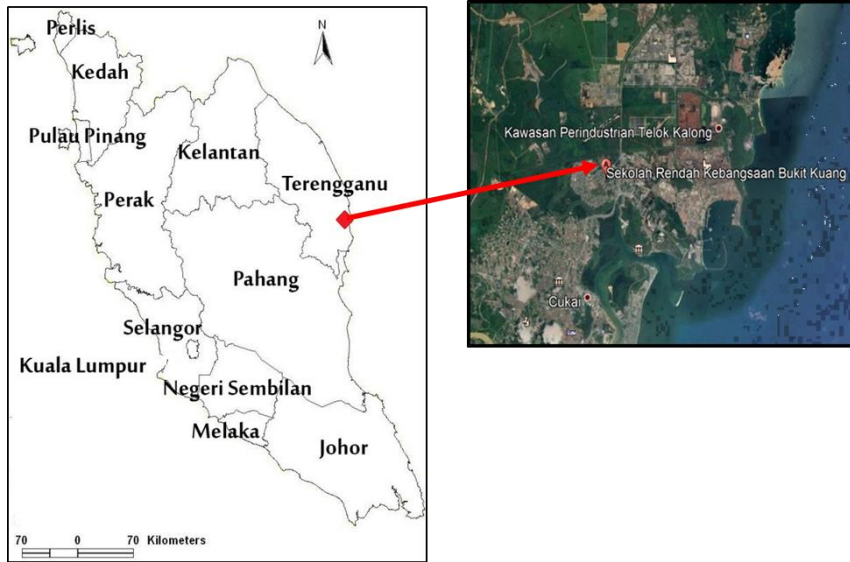 N
Perlis
Kedah
Pulau Pinang
Kelantan
Terengganu
Perak
Pahang
Selangor
Kuala Lumpur
Negeri Sembilan
Melaka
Johor
70 0 70 Kilometers
Kawasan Perindustrian Telok Kalong
Sekolah Rendah Kebangsaan Bukit Kuang
Cukai